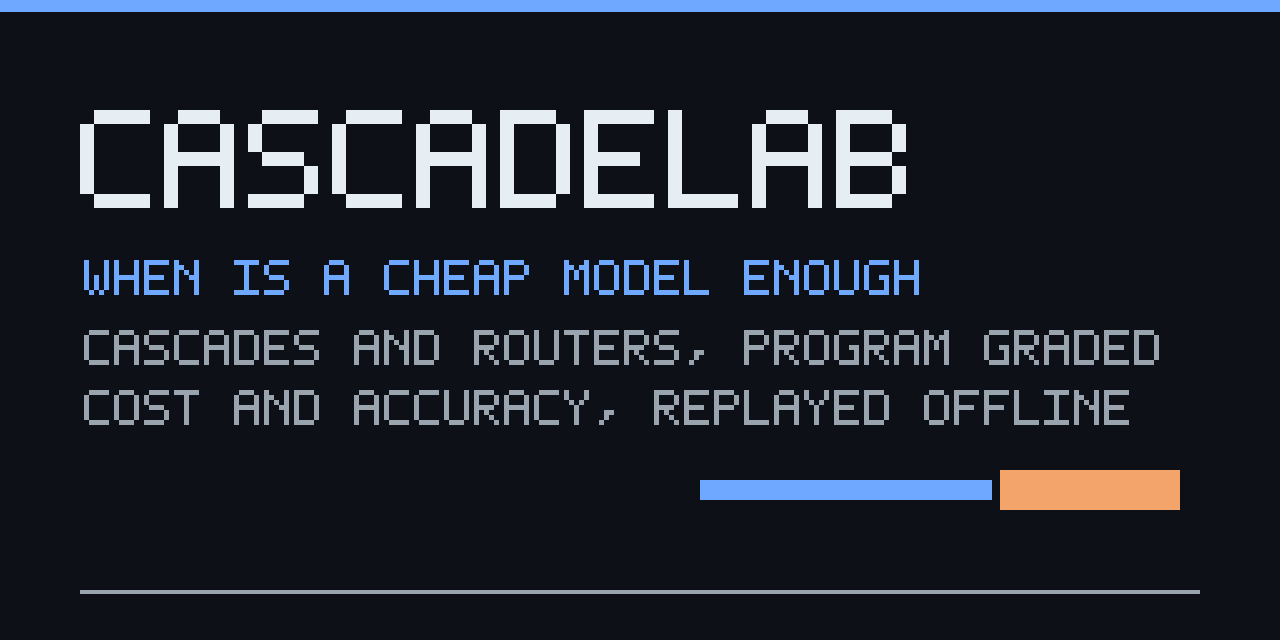 CASCADELAB
WHEN IS A CHEAP MODEL ENOUGH
CASCADES AND ROUTERS, PROGRAM GRADED
COST AND ACCURACY, REPLAYED OFFLINE